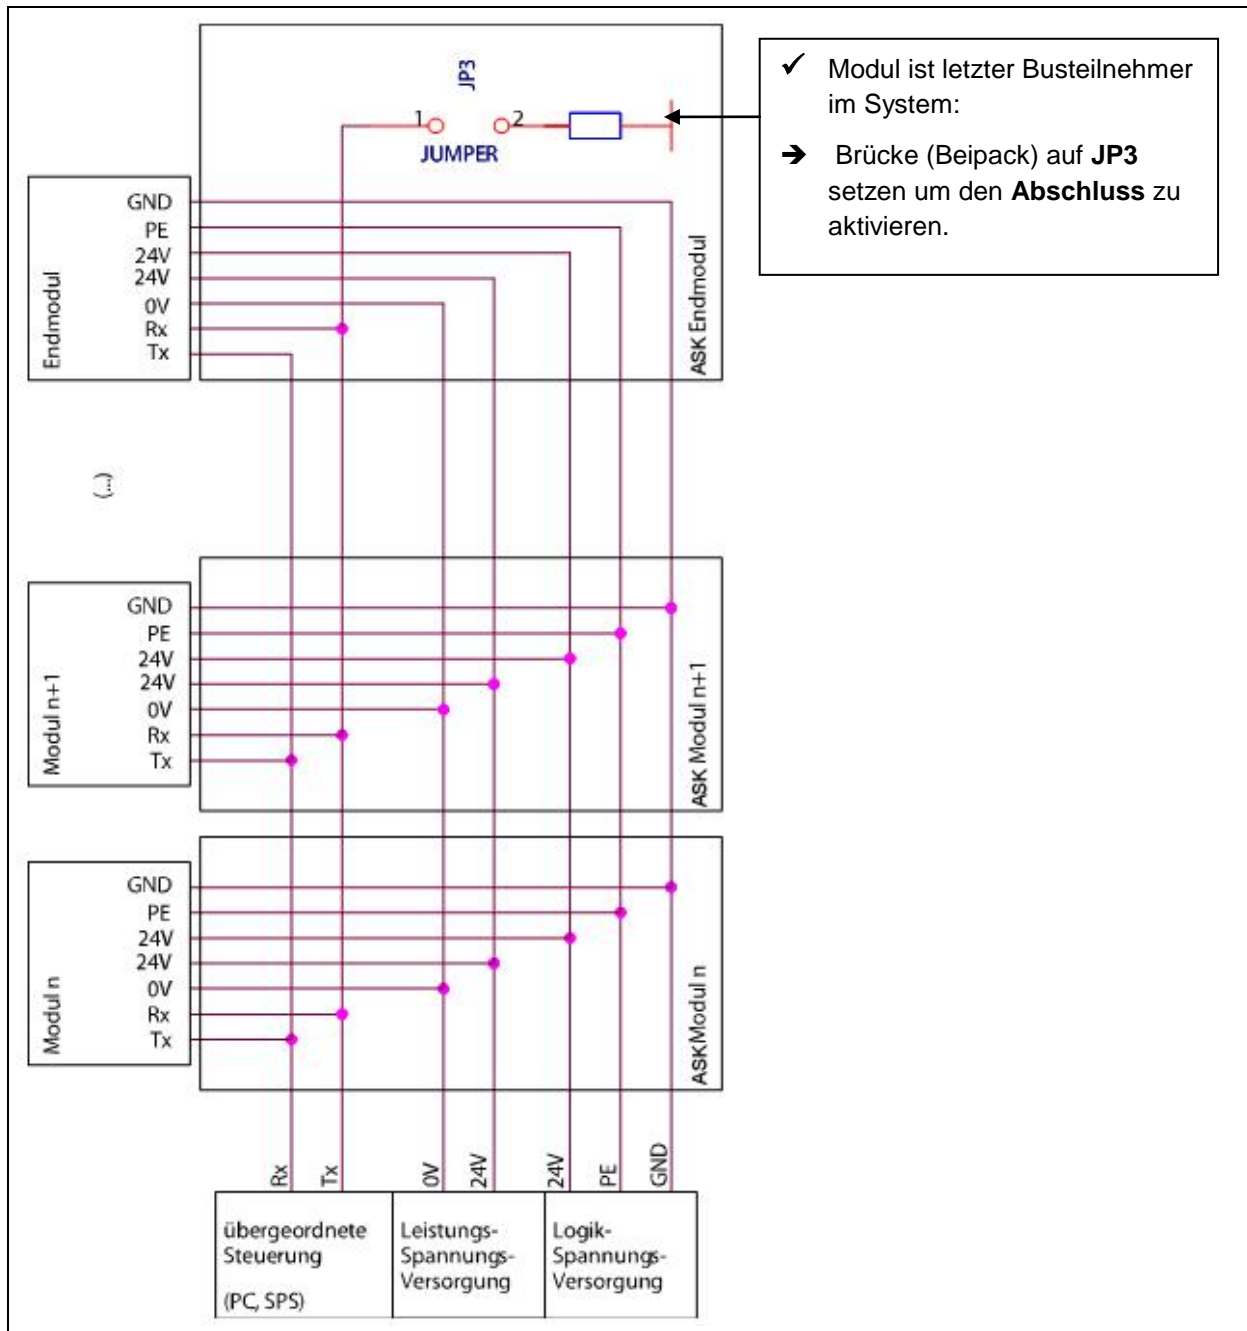 JP3
1
2
JUMPER
✓ Modul ist letzter Busteilnehmer
im System:
➔ Brücke (Beipack) auf JP3
setzen um den Abschluss zu
aktivieren.
Endmodul
GND
PE
24V
24V
0V
Rx
Tx
ASK Endmodul
(...)
Modul n+1
GND
PE
24V
24V
0V
Rx
Tx
ASK Modul n+1
Modul n
GND
PE
24V
24V
0V
Rx
Tx
ASKModul n
Rx
Tx
0V
24V
24V
PE
GND
übergeordnete
Steuerung
(PC, SPS)
Leistungs-
Spannungs-
Versorgung
Logik-
Spannungs-
Versorgung